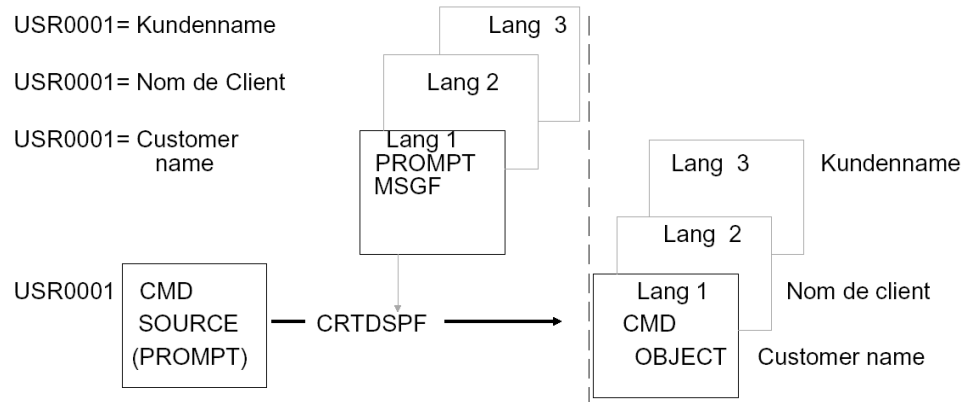 USR0001= Kundenname
Lang 3
USR0001= Nom de Client
Lang 2
USR0001= Customer
name
Lang 1
PROMPT
MSGF
Lang 3
Kundenname
Lang 2
USR0001
CMD
SOURCE
(PROMPT)
CRTDSPF
Lang 1
CMD
OBJECT
Nom de client
Customer name